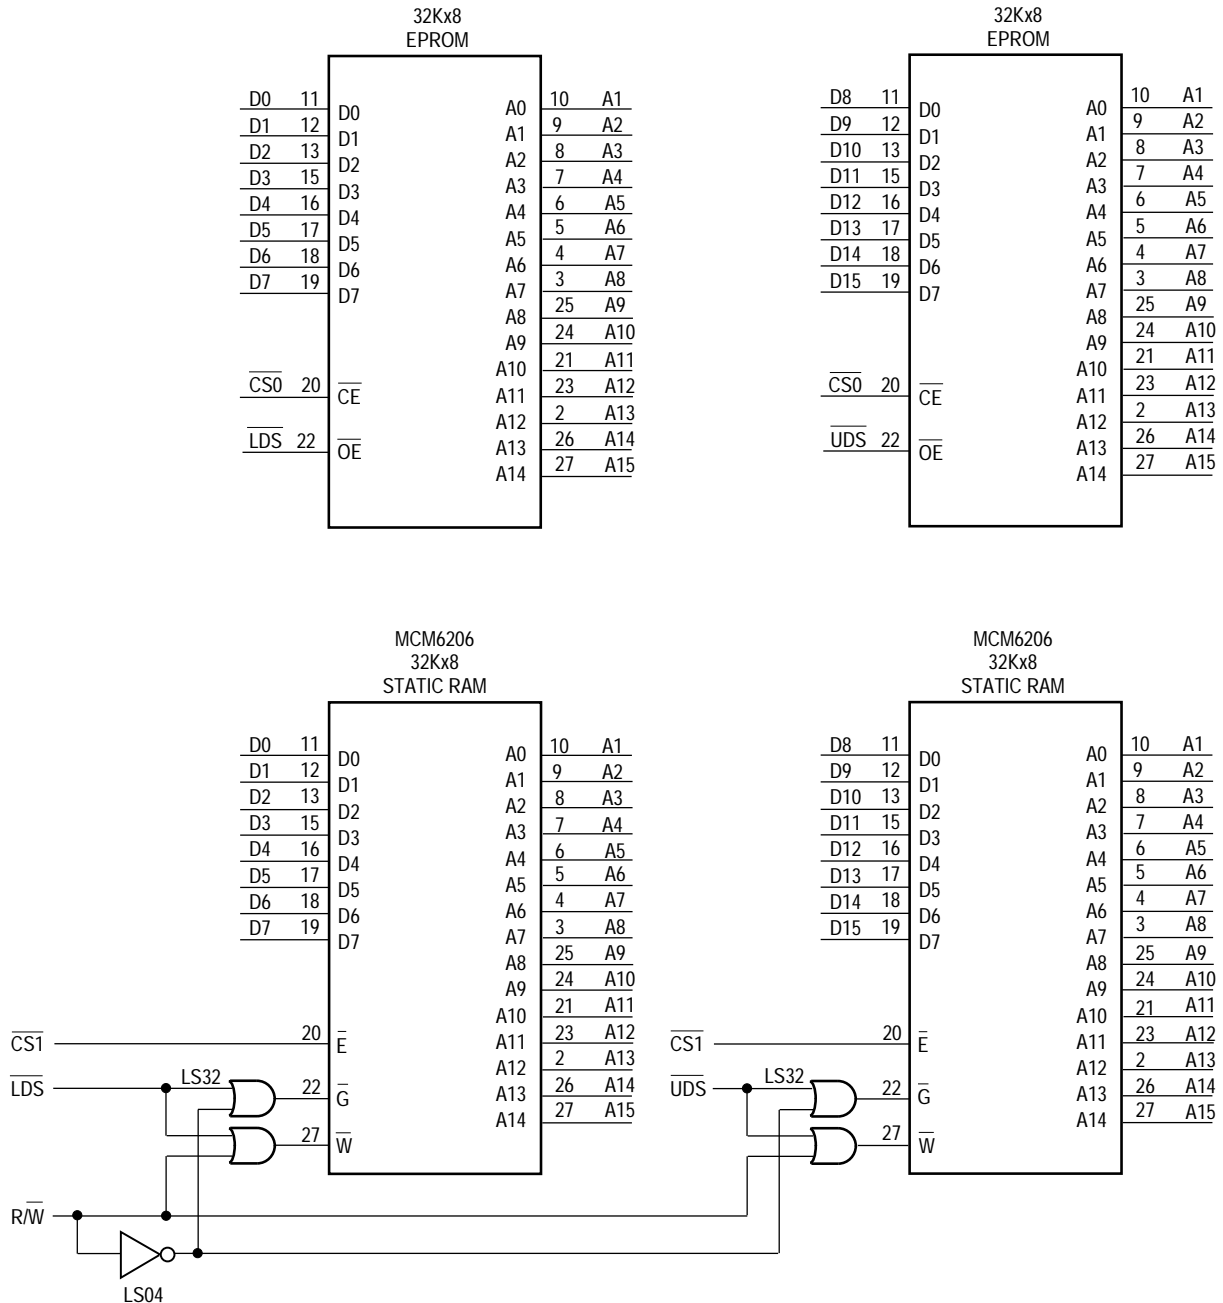 32Kx8
EPROM
D0 11 D0 A0 10 A1
D1 12 D1 A1 9 A2
D2 13 D2 A2 8 A3
D3 15 D3 A3 7 A4
D4 16 D4 A4 6 A5
D5 17 D5 A5 5 A6
D6 18 D6 A6 4 A7
D7 19 D7 A7 3 A8
A8 25 A9
A9 24 A10
A10 21 A11
CS0 20 CE A11 23 A12
A12 2 A13
LDS 22 OE A13 26 A14
A14 27 A15
32Kx8
EPROM
D8 11 D0 A0 10 A1
D9 12 D1 A1 9 A2
D10 13 D2 A2 8 A3
D11 15 D3 A3 7 A4
D12 16 D4 A4 6 A5
D13 17 D5 A5 5 A6
D14 18 D6 A6 4 A7
D15 19 D7 A7 3 A8
A8 25 A9
A9 24 A10
A10 21 A11
CS0 20 CE A11 23 A12
A12 2 A13
UDS 22 OE A13 26 A14
A14 27 A15
MCM6206
32Kx8
STATIC RAM
D0 11 D0 A0 10 A1
D1 12 D1 A1 9 A2
D2 13 D2 A2 8 A3
D3 15 D3 A3 7 A4
D4 16 D4 A4 6 A5
D5 17 D5 A5 5 A6
D6 18 D6 A6 4 A7
D7 19 D7 A7 3 A8
A8 25 A9
A9 24 A10
A10 21 A11
CS1 20 E A11 23 A12
A12 2 A13
LDS LS32 22 G A13 26 A14
A14 27 A15
27 W
R/W
LS04
MCM6206
32Kx8
STATIC RAM
D8 11 D0 A0 10 A1
D9 12 D1 A1 9 A2
D10 13 D2 A2 8 A3
D11 15 D3 A3 7 A4
D12 16 D4 A4 6 A5
D13 17 D5 A5 5 A6
D14 18 D6 A6 4 A7
D15 19 D7 A7 3 A8
A8 25 A9
A9 24 A10
A10 21 A11
CS1 20 E A11 23 A12
A12 2 A13
UDS LS32 22 G A13 26 A14
A14 27 A15
27 W